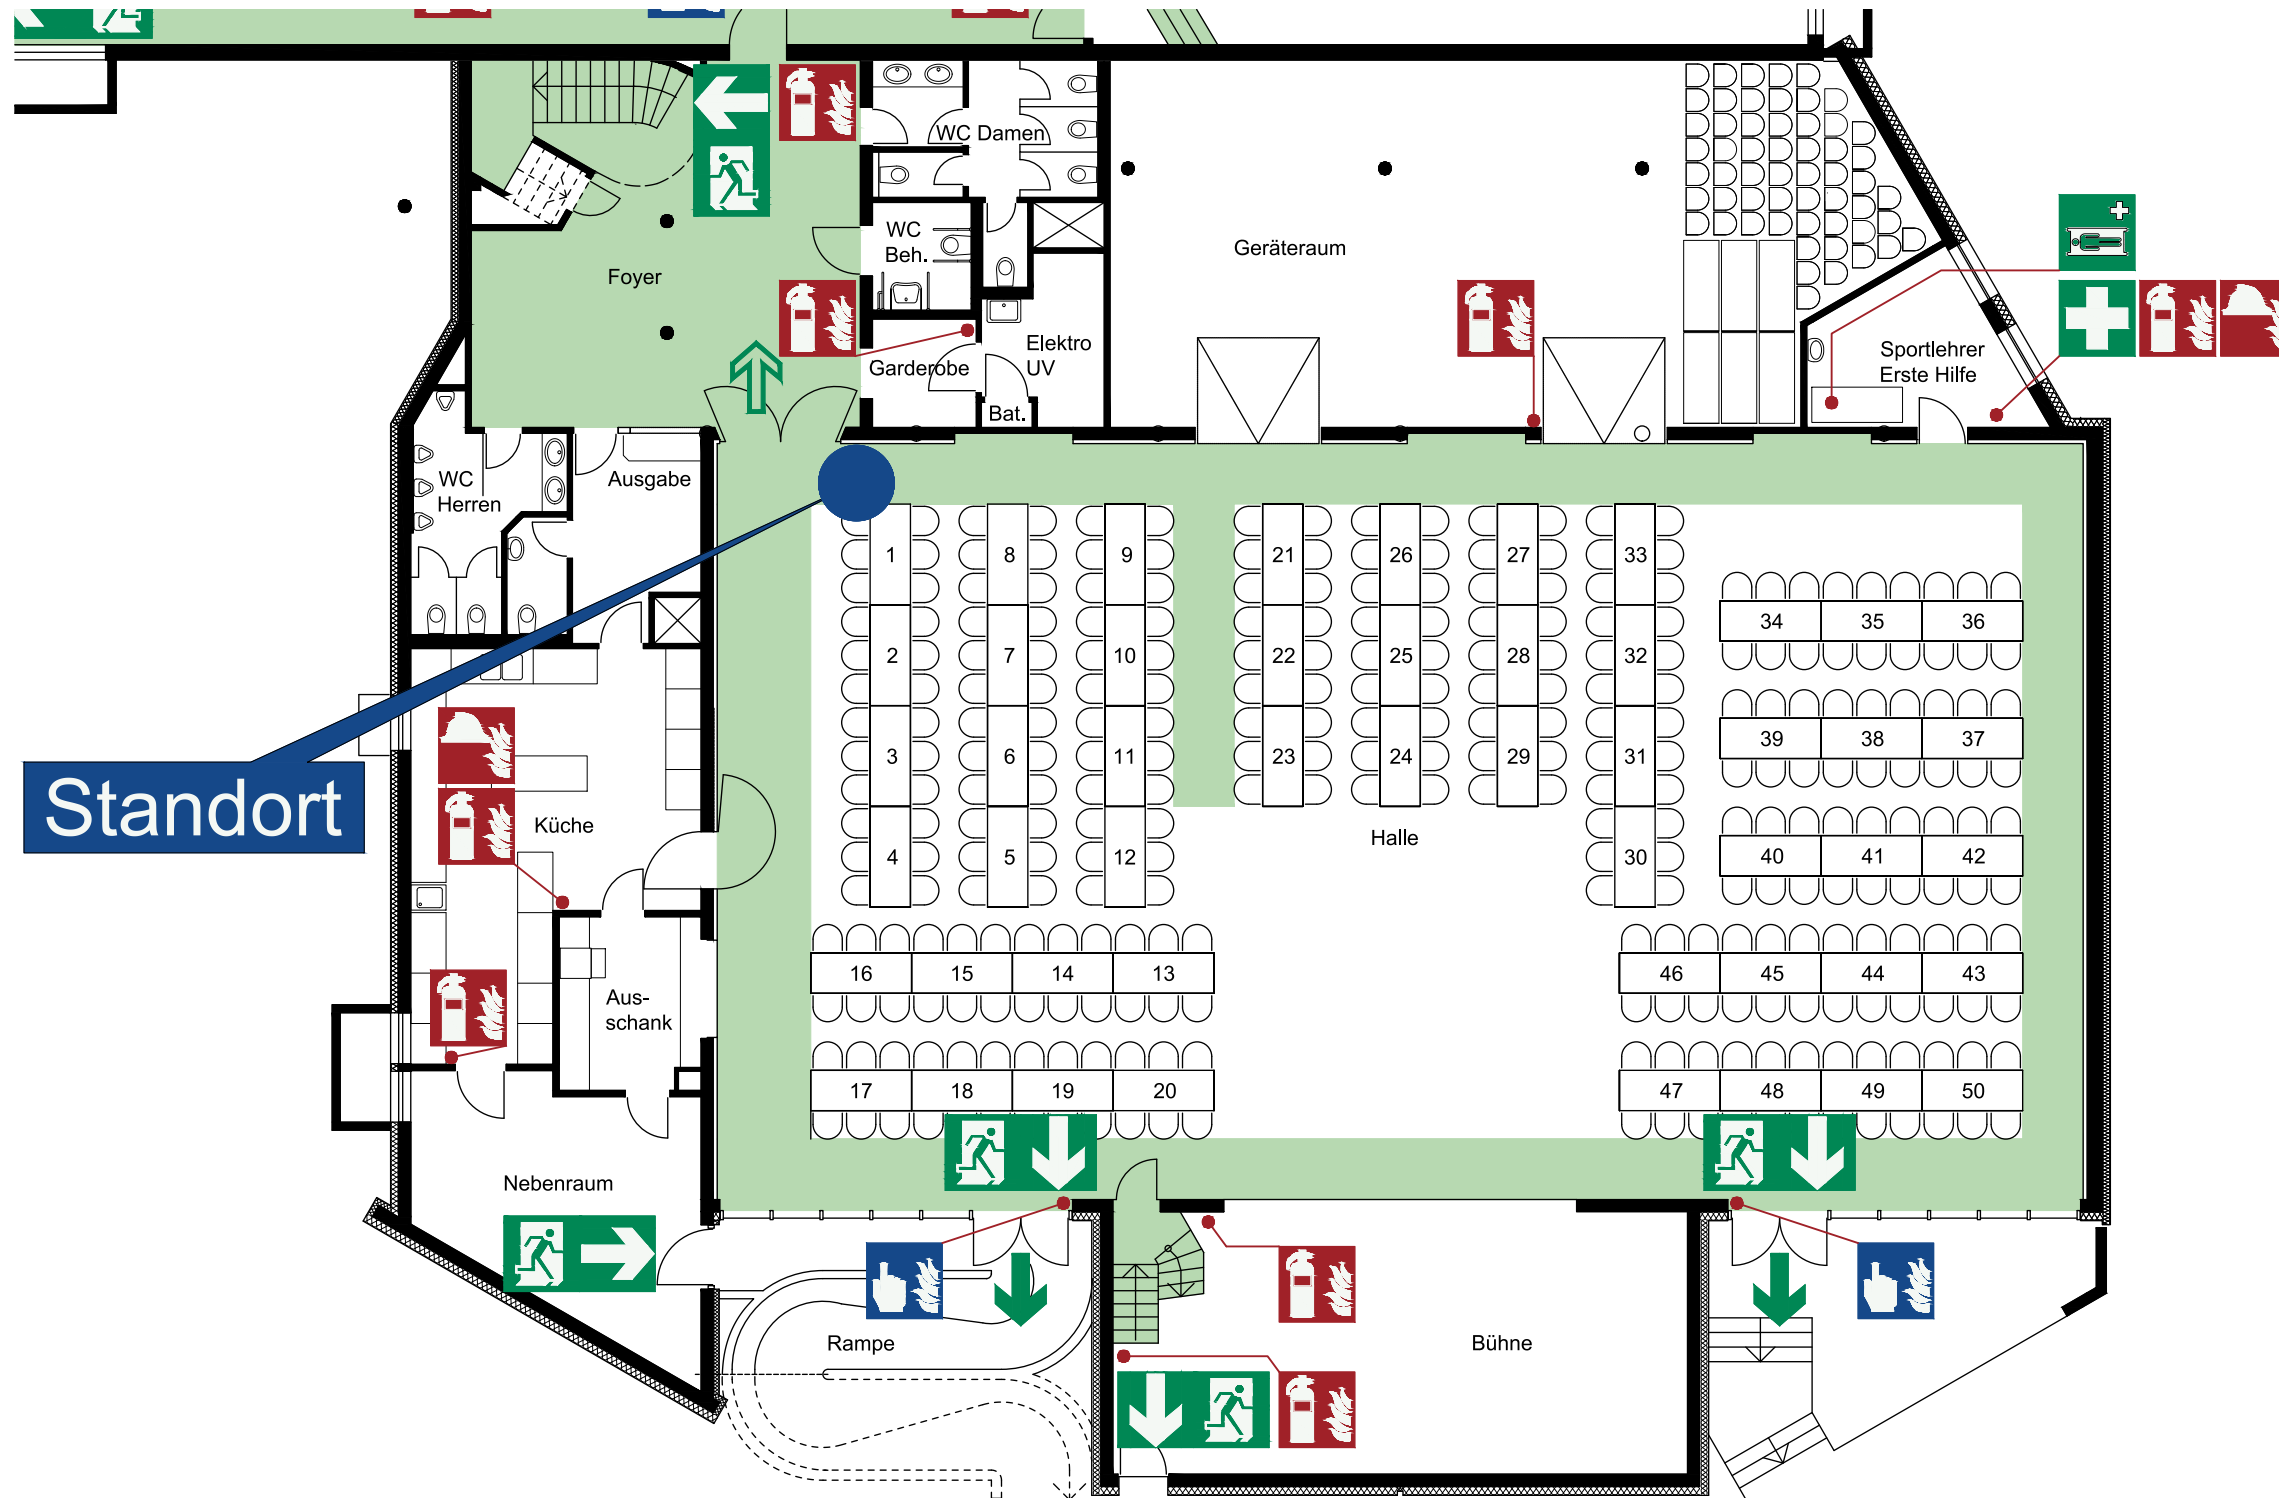 WC Damen
WC
Beh.
Foyer
Geräteraum
Elektro
UV
Garderobe
Bat.
Sportlehrer
Erste Hilfe
WC
Herren
Ausgabe
1 8 9 21 26 27 33
34 35 36
2 7 10 22 25 28 32
39 38 37
3 6 11 23 24 29 31
Standort
Küche
Halle
4 5 12 30
40 41 42
16 15 14 13 46 45 44 43
Aus-
schank
17 18 19 20 47 48 49 50
Nebenraum
Rampe
Bühne